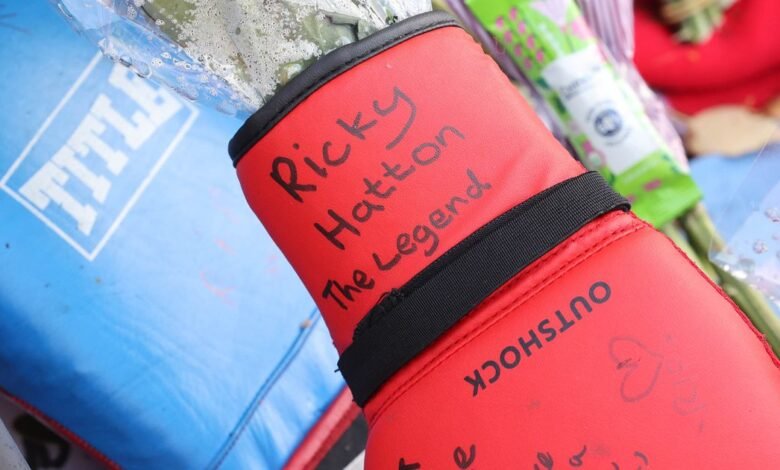 TITLE
Ricky
Hatton
The Legend.
OUTSHOCK